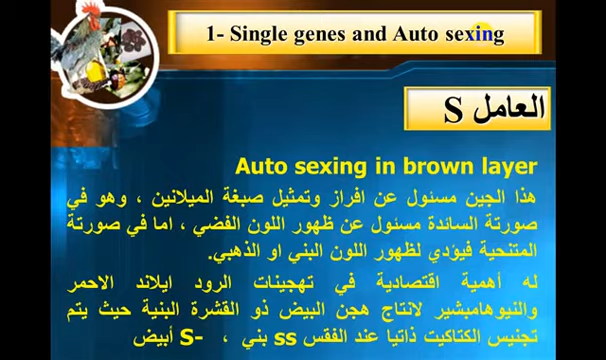 1- Single genes and Auto sexing
العامل S
Auto sexing in brown layer
هذا الجين مسئول عن افراز وتمثيل صبغة الميلانين ، وهو في
صورتة السائدة مسئول عن ظهور اللون الفضي ، اما في صورتة
المتنحية فيؤدي لظهور اللون البني او الذهبي.
له أهمية اقتصادية في تهجينات الرود ايلاند الاحمر
والنيوهامبشير لانتاج هجن البيض ذو القشرة البنية حيث يتم
تجنيس الكتاكيت ذاتيا عند الفقس ss بني ، S- أبيض